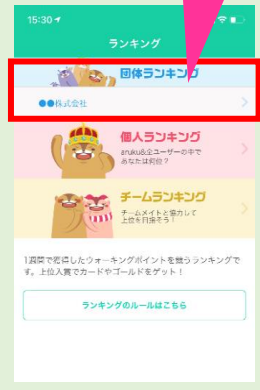 15:30
ランキング
団体ランキング
●●株式会社
個人ランキング
aruku&全ユーザーの中で
あなたは何位?
チームランキング
チームメイトと協力して
上位を目指そう!
1週間で獲得したウォーキングポイントを競うランキングで
す。上位入賞でカードやゴールドをゲット!
ランキングのルールはこちら